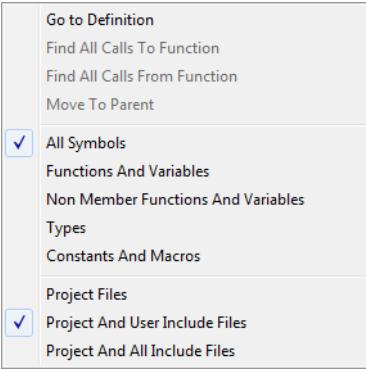 Go to Definition
Find All Calls To Function
Find All Calls From Function
Move To Parent
All Symbols
Functions And Variables
Non Member Functions And Variables
Types
Constants And Macros
Project Files
Project And User Include Files
Project And All Include Files